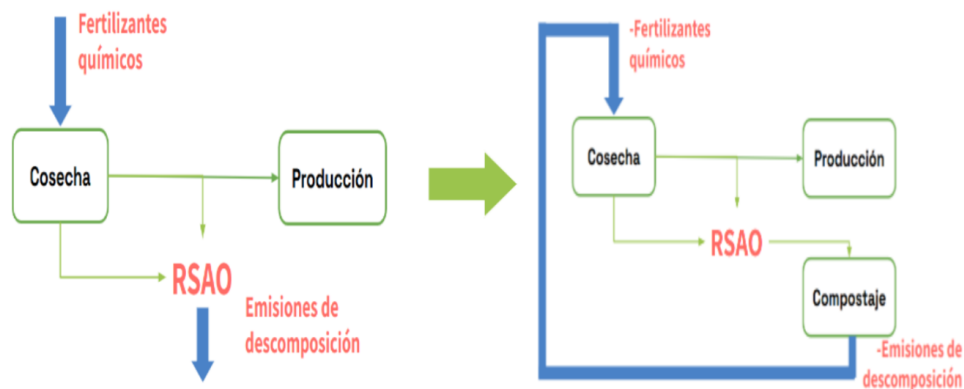 Fertilizantes
químicos
Cosecha
Producción
RSAO
Emisiones de
descomposición
-Fertilizantes
químicos
Cosecha
Producción
RSAO
Compostaje
-Emisiones de
descomposición